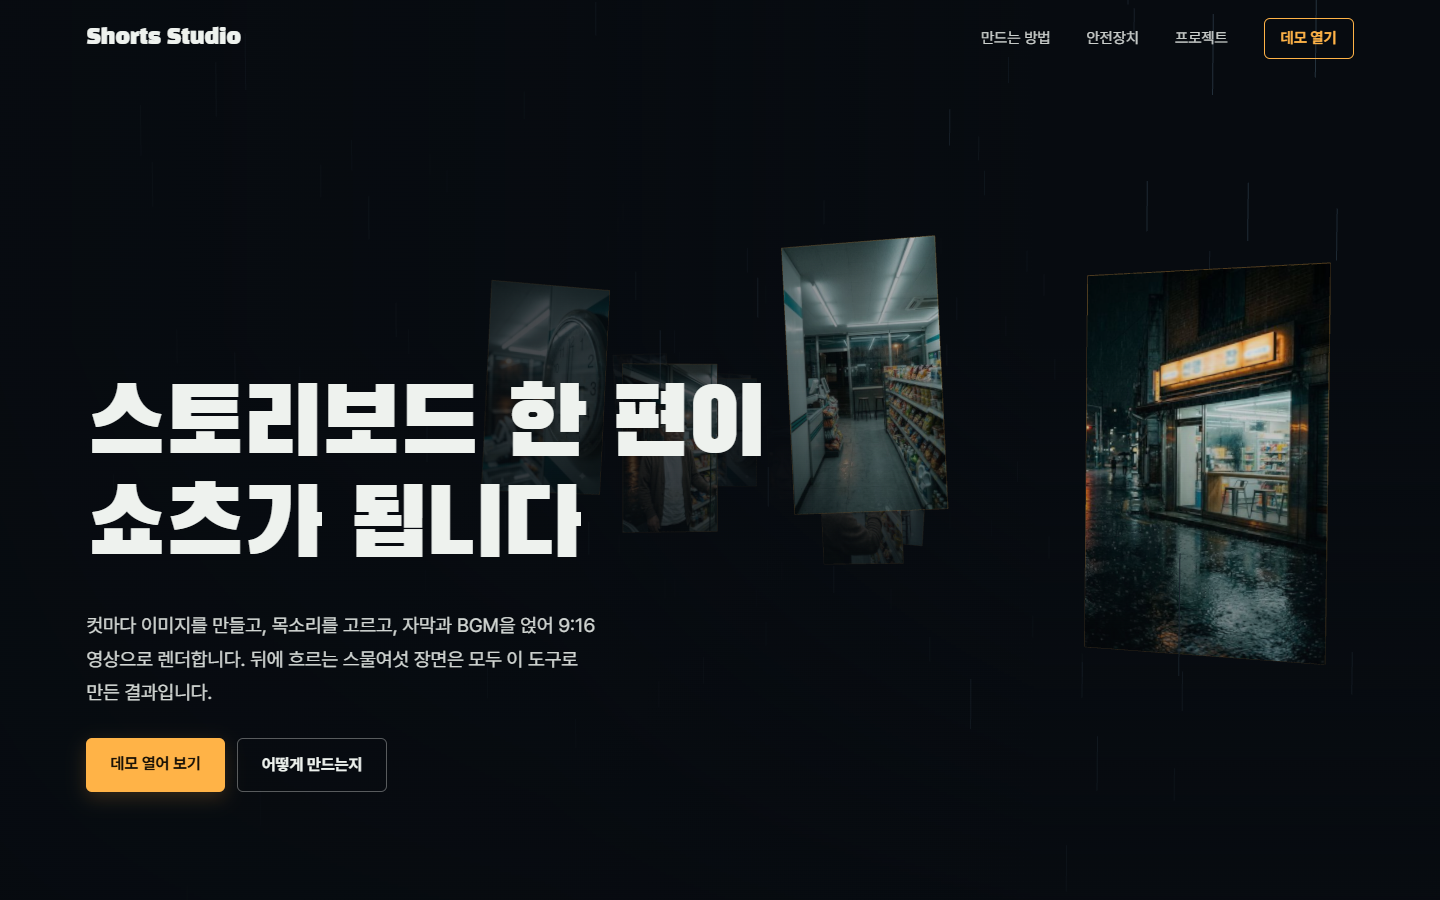 Shorts Studio
만드는 방법
안전장치
프로젝트
데모 열기
스토리보드 한 편이
쇼츠가 됩니다
컷마다 이미지를 만들고, 목소리를 고르고, 자막과 BGM을 얹어 9:16
영상으로 렌더합니다. 뒤에 흐르는 스물여섯 장면은 모두 이 도구로
만든 결과입니다.
데모 열어 보기
어떻게 만드는지